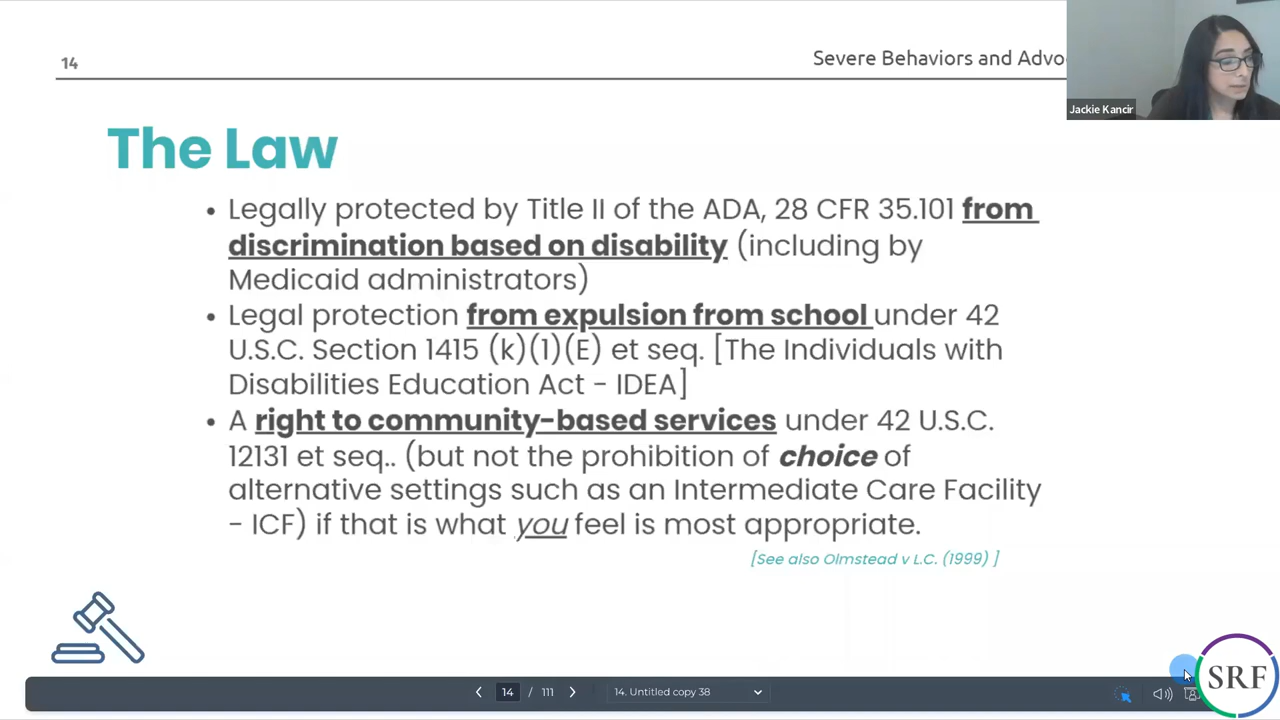 14
Severe Behaviors and Advo
Jackie Kancir
The Law
• Legally protected by Title II of the ADA, 28 CFR 35.101 from
discrimination based on disability (including by
Medicaid administrators)
• Legal protection from expulsion from school under 42
U.S.C. Section 1415 (k)(1)(E) et seq. [The Individuals with
Disabilities Education Act - IDEA]
• A right to community-based services under 42 U.S.C.
12131 et seq.. (but not the prohibition of choice of
alternative settings such as an Intermediate Care Facility
- ICF) if that is what you feel is most appropriate.
[See also Olmstead v L.C. (1999) ]
14 / 111
14. Untitled copy 38
SRF